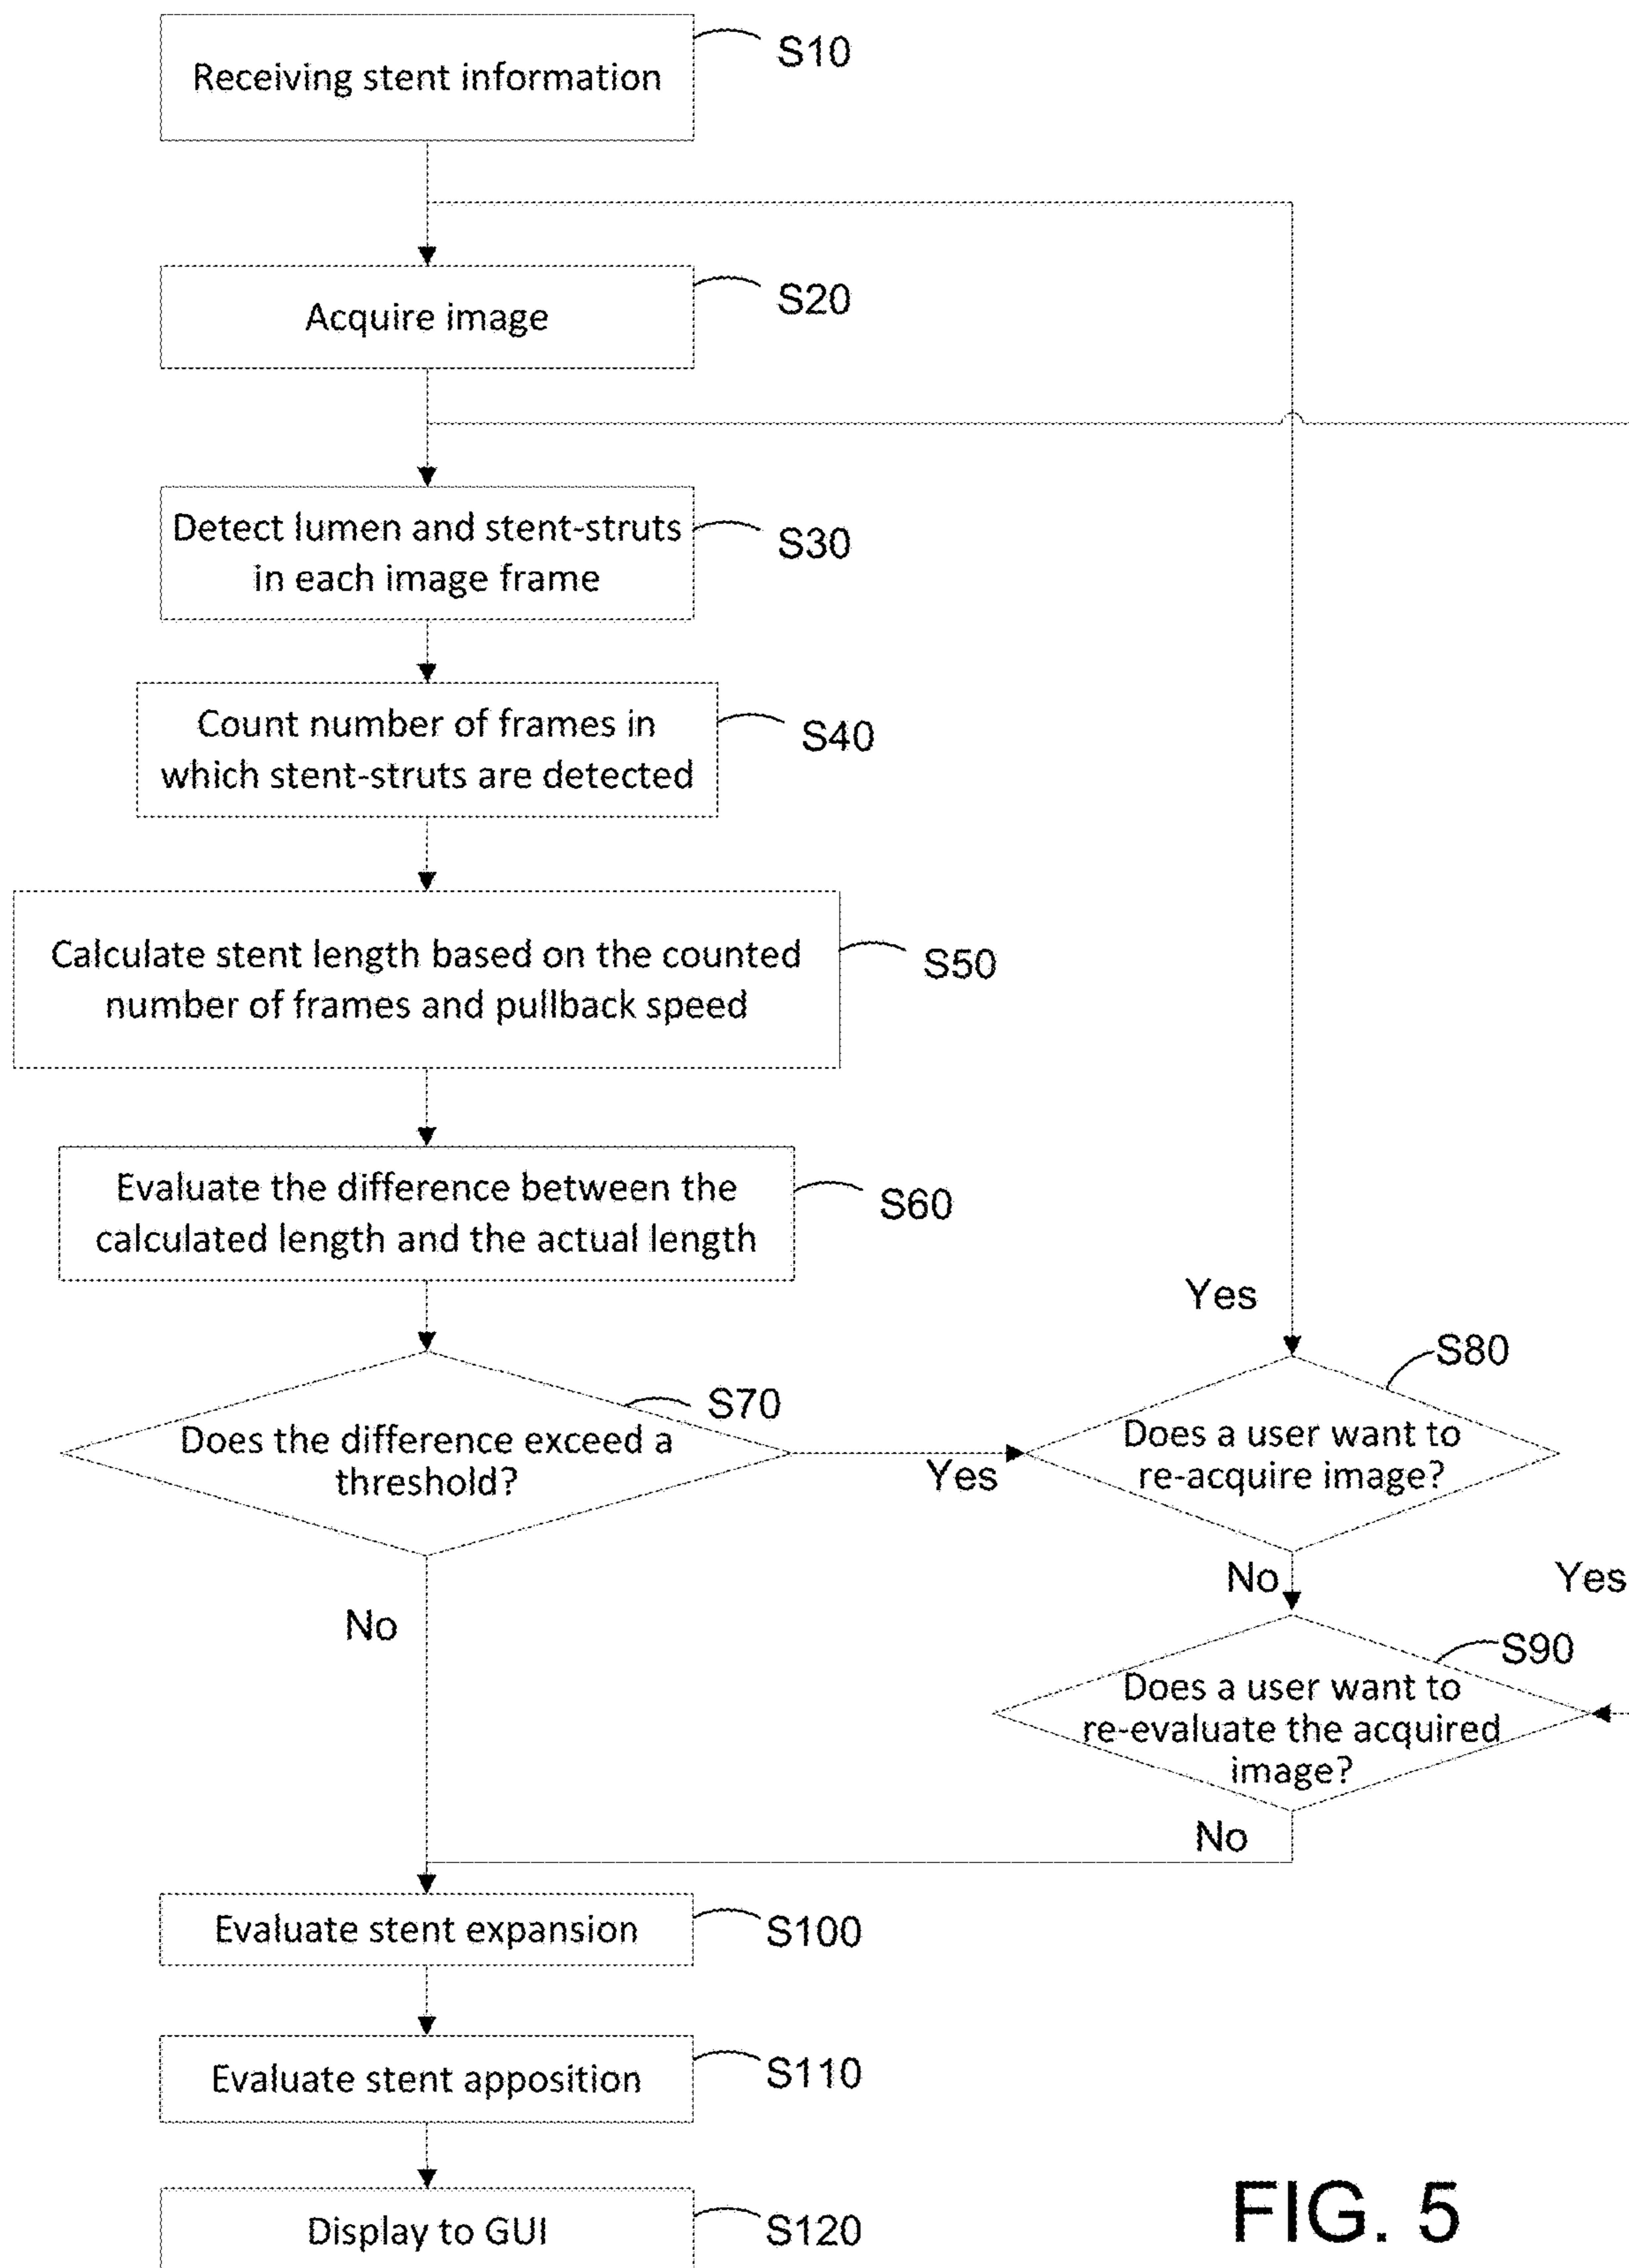 Receiving stent information
S10
Acquire image
S20
Detect lumen and stent-struts
in each image frame
S30
Count number of frames in
which stent-struts are detected
S40
Calculate stent length based on the counted
number of frames and pullback speed
S50
Evaluate the difference between the
calculated length and the actual length
S60
Does the difference exceed a
threshold?
S70
Yes
No
Yes
S80
Does a user want to
re-acquire image?
No
Yes
S90
Does a user want to
re-evaluate the acquired
image?
No
Evaluate stent expansion
S100
Evaluate stent apposition
S110
Display to GUI
S120
FIG. 5